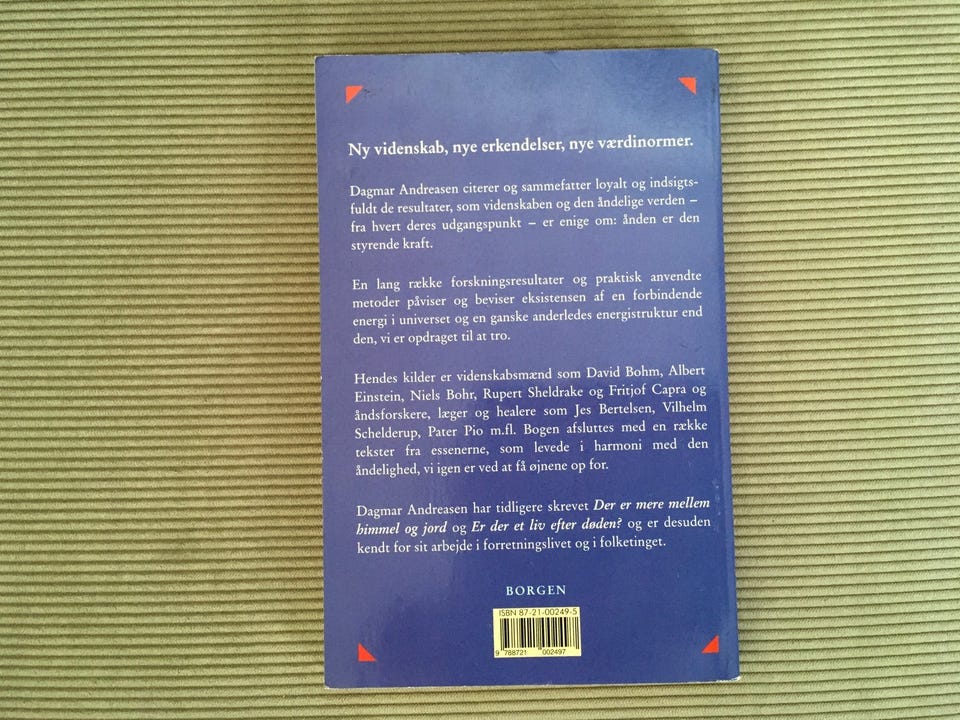 Ny videnskab, nye erkendelser, nye værdinormer.
Dagmar Andreasen citerer og sammefatter loyalt og indsigts-
fuldt de resultater, som videnskaben og den åndelige verden –
fra hvert deres udgangspunkt – er enige om: ånden er den
styrende kraft.
En lang række forskningsresultater og praktisk anvendte
metoder påviser og beviser eksistensen af en forbindende
energi i universet og en ganske anderledes energistruktur end
den, vi er opdraget til at tro.
Hendes kilder er videnskabsmænd som David Bohm, Albert
Einstein, Niels Bohr, Rupert Sheldrake og Fritjof Capra og
åndsforskere, læger og healere som Jes Bertelsen, Vilhelm
Schelderup, Pater Pio m.fl. Bogen afsluttes med en række
tekster fra essenerne, som levede i harmoni med den
åndelighed, vi igen er ved at få øjnene op for.
Dagmar Andreasen har tidligere skrevet Der er mere mellem
himmel og jord og Er der et liv efter døden? og er desuden
kendt for sit arbejde i forretningslivet og i folketinget.
BORGEN
ISBN 87-21-00249-5
9 788721 002497